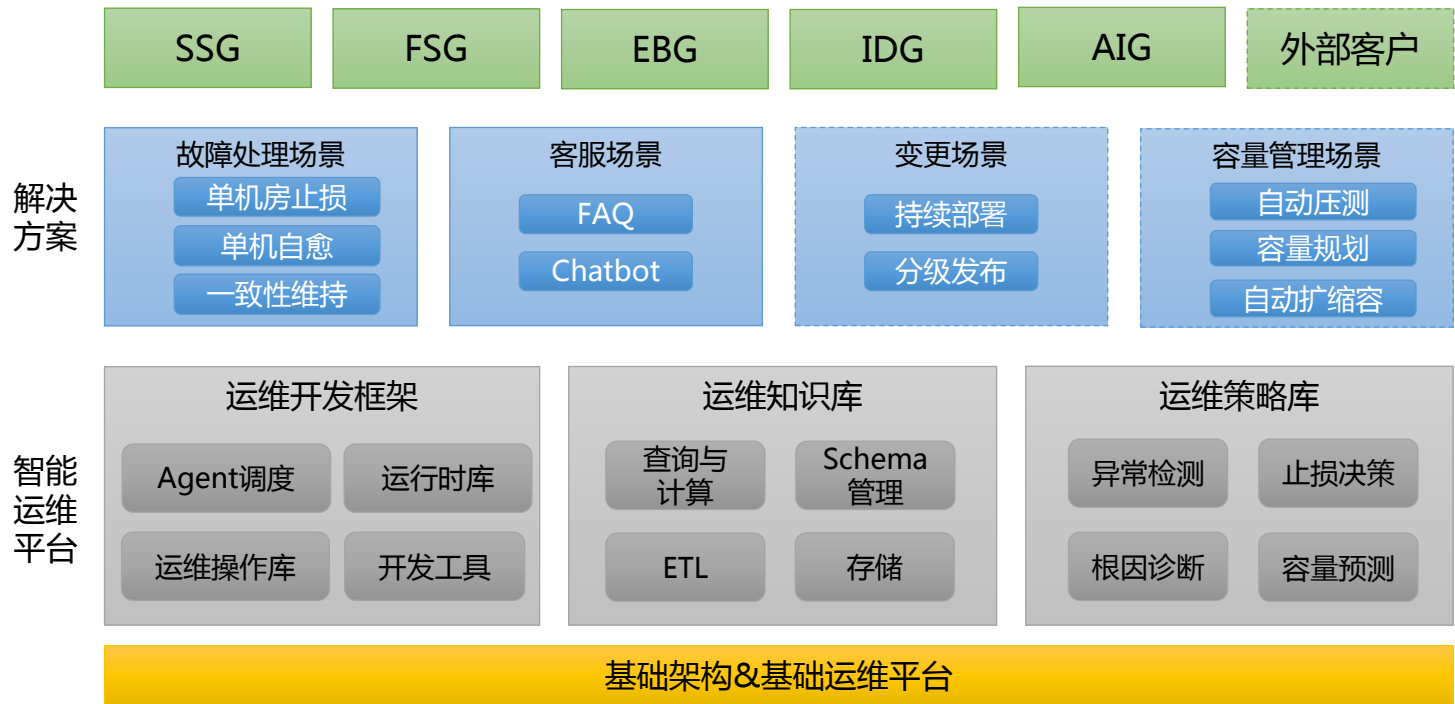 SSG
FSG
EBG
IDG
AIG
外部客户
解决
方案
故障处理场景
单机房止损
单机自愈
一致性维持
客服场景
FAQ
Chatbot
变更场景
持续部署
分级发布
容量管理场景
自动压测
容量规划
自动扩缩容
智能
运维
平台
运维开发框架
Agent调度
运行时库
运维操作库
开发工具
运维知识库
查询与
计算
Schema
管理
ETL
存储
运维策略库
异常检测
止损决策
根因诊断
容量预测
基础架构&基础运维平台